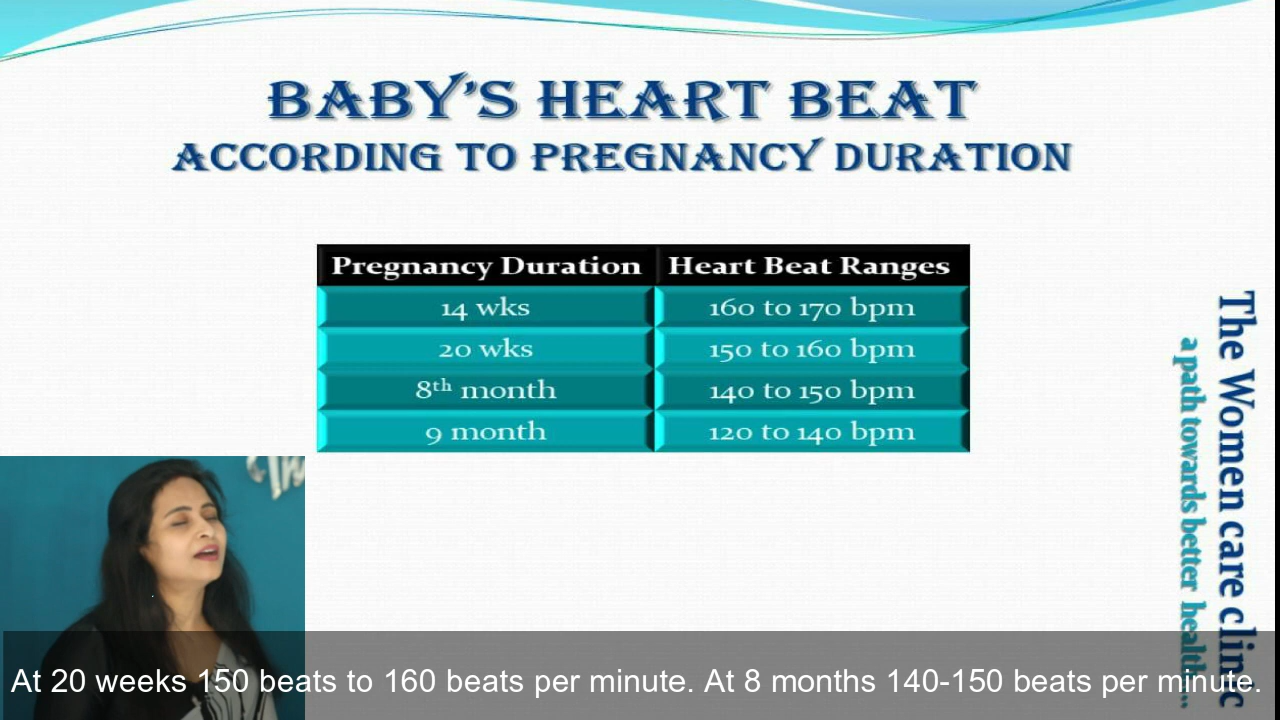 BABY'S HEART BEAT
ACCORDING TO PREGNANCY DURATION
Pregnancy Duration Heart Beat Ranges
14 wks 160 to 170 bpm
20 wks 150 to 160 bpm
8th month 140 to 150 bpm
9 month 120 to 140 bpm
The Women care clinic
a path towards better health...
At 20 weeks 150 beats to 160 beats per minute. At 8 months 140-150 beats per minute.